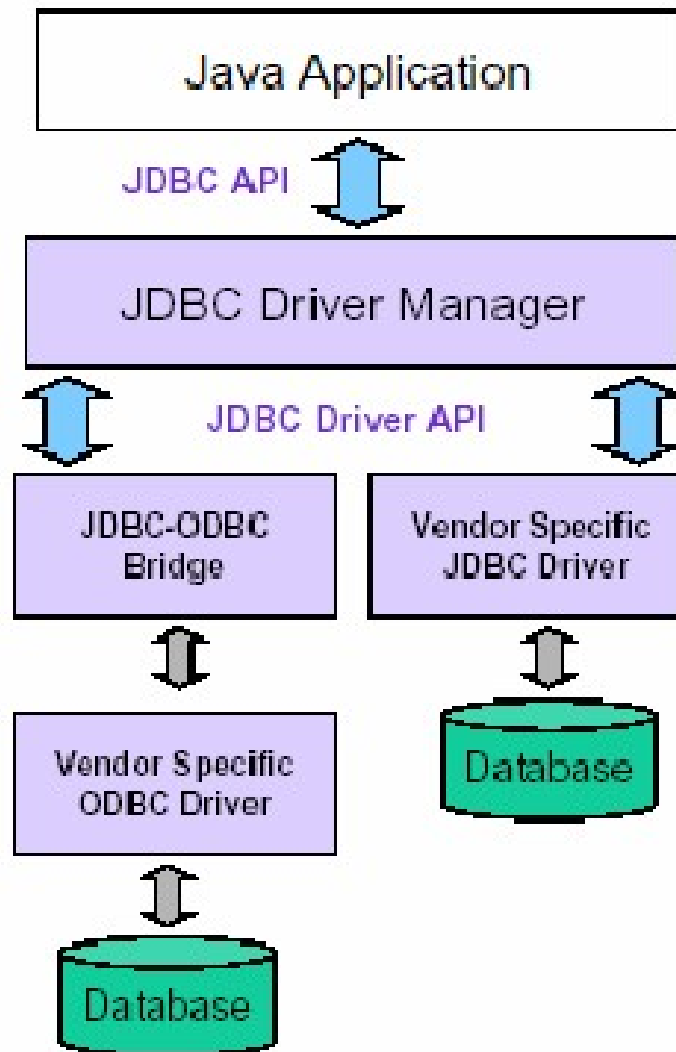 Java Application
JDBC API
JDBC Driver Manager
JDBC Driver API
JDBC-ODBC
Bridge
Vendor Specific
JDBC Driver
Vendor Specific
ODBC Driver
Database
Database